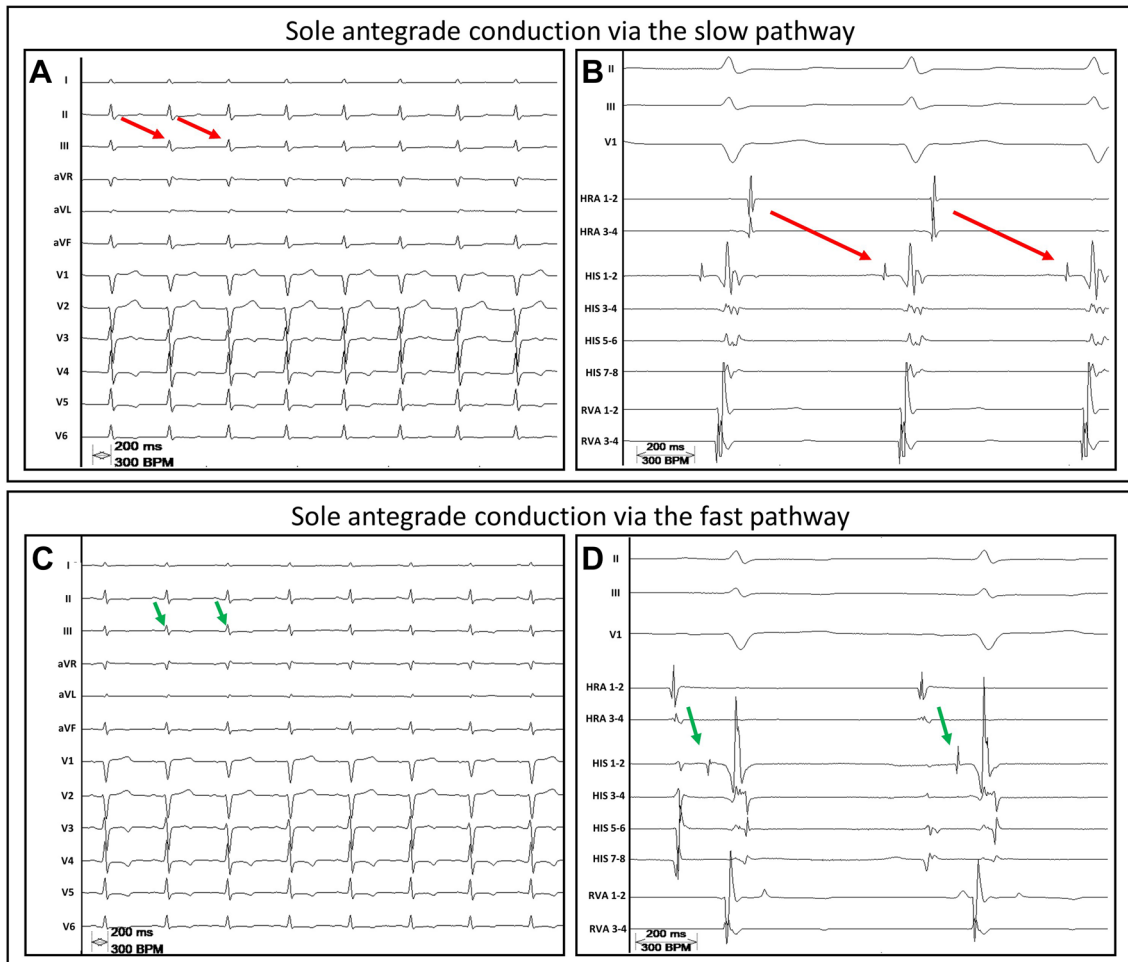 Sole antegrade conduction via the slow pathway
A
I
II
III
aVR
aVL
aVF
V1
V2
V3
V4
V5
V6
200 ms
300 BPM
B
II
III
V1
HRA 1-2
HRA 3-4
HIS 1-2
HIS 3-4
HIS 5-6
HIS 7-8
RVA 1-2
RVA 3-4
200 ms
300 BPM
Sole antegrade conduction via the fast pathway
C
I
II
III
aVR
aVL
aVF
V1
V2
V3
V4
V5
V6
200 ms
300 BPM
D
II
III
V1
HRA 1-2
HRA 3-4
HIS 1-2
HIS 3-4
HIS 5-6
HIS 7-8
RVA 1-2
RVA 3-4
200 ms
300 BPM